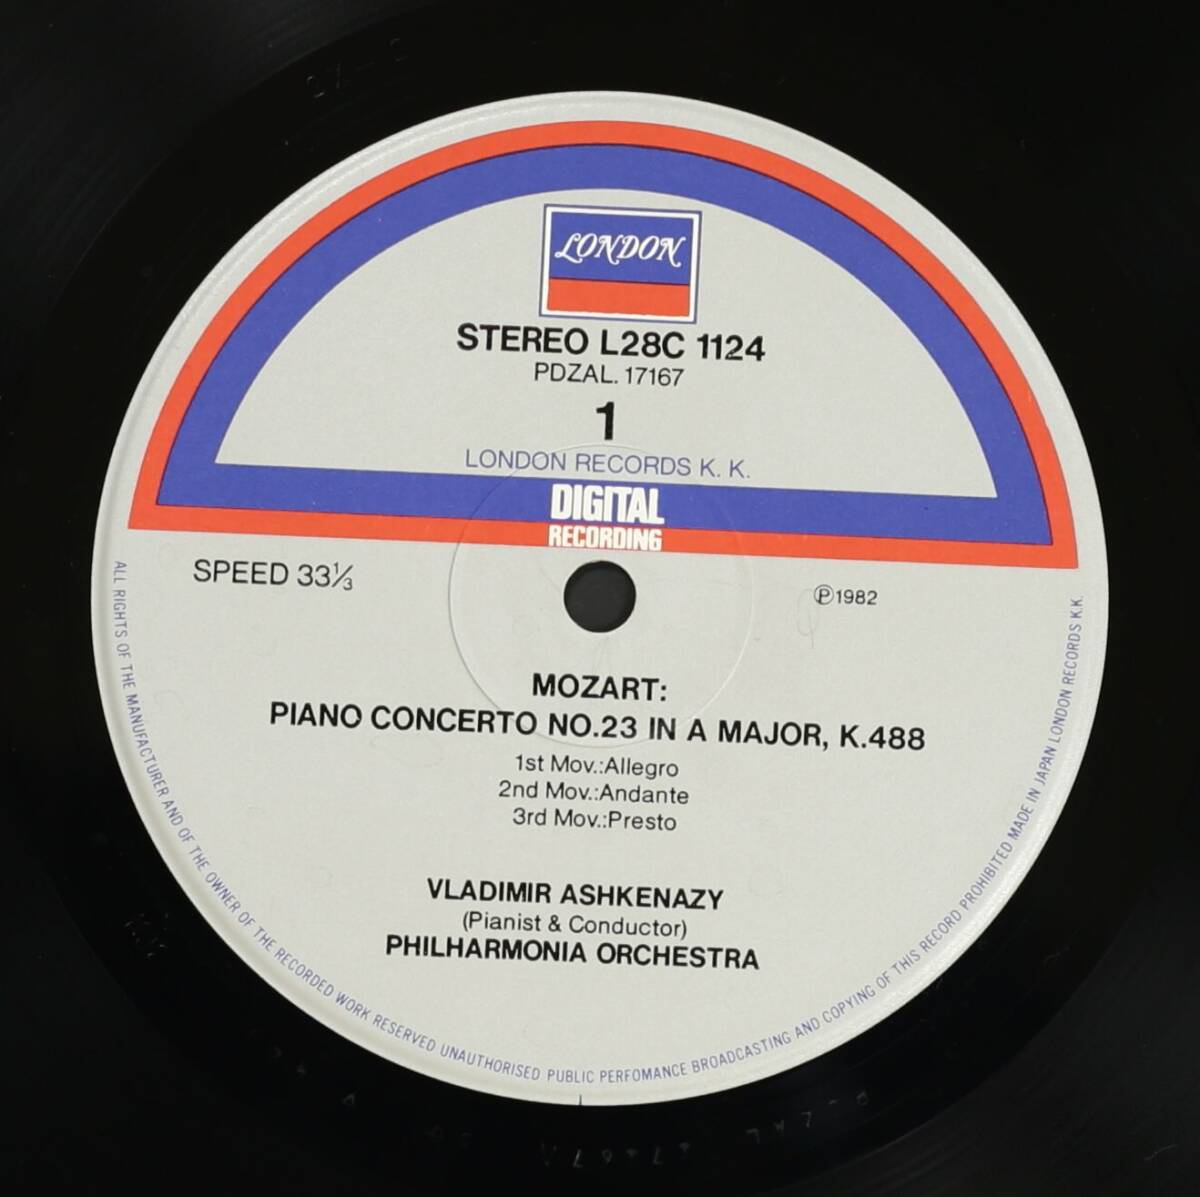 LONDON
STEREO L28C 1124
PDZAL. 17167
1
LONDON RECORDS K. K.
DIGITAL
RECORDING
SPEED 33⅓
℗1982
MOZART:
PIANO CONCERTO NO.23 IN A MAJOR, K.488
1st Mov.:Allegro
2nd Mov.:Andante
3rd Mov.:Presto
VLADIMIR ASHKENAZY
(Pianist & Conductor)
PHILHARMONIA ORCHESTRA
ALL RIGHTS OF THE MANUFACTURER AND OF THE OWNER OF THE RECORDED WORK RESERVED UNAUTHORISED PUBLIC PERFOMANCE BROADCASTING AND COPYING OF THIS RECORD PROHIBITED MADE IN JAPAN LONDON RECORDS K.K.